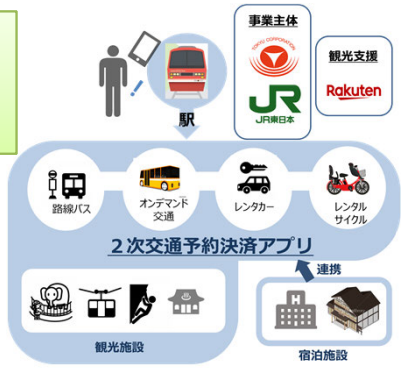 事業主体
TOKYU CORPORATION
JR
JR東日本
観光支援
Rakuten
駅
路線バス
オンデマンド
交通
レンタカー
レンタル
サイクル
2次交通予約決済アプリ
連携
観光施設
H
宿泊施設